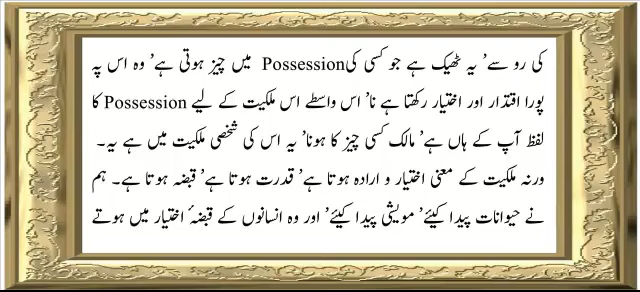 کی رو سے’ یہ ٹھیک ہے جو کسی کیPossession میں چیز ہوتی ہے’ وہ اس پہ
پورا اقتدار اور اختیار رکھتا ہے نا’ اس واسطے اس ملکیت کے لیے Possession کا
لفظ آپ کے ہاں ہے’ مالک کسی چیز کا ہونا’ یہ اس کی شخصی ملکیت میں ہے یہ۔
ورنہ ملکیت کے معنی اختیار و ارادہ ہوتا ہے’ قدرت ہوتا ہے’ قبضہ ہوتا ہے۔ ہم
نے حیوانات پیدا کیئے’ مویشی پیدا کیئے’ اور وہ انسانوں کے قبضۂ اختیار میں ہوتے